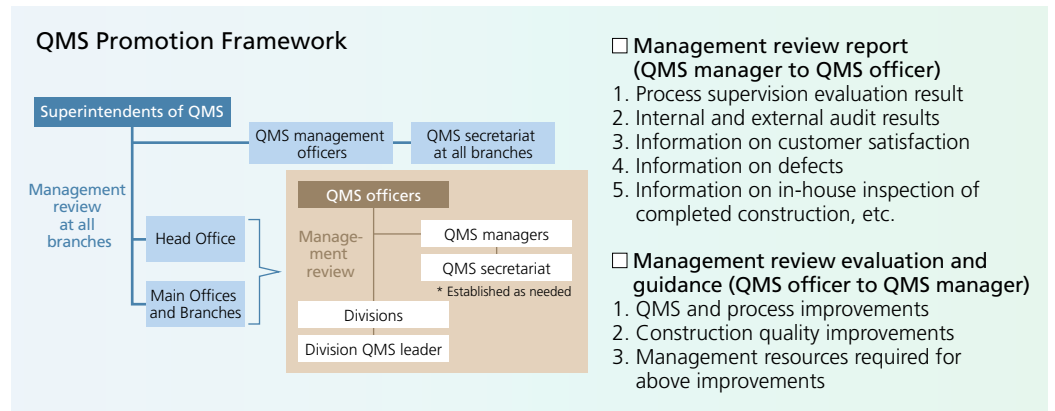 QMS Promotion Framework
Superintendents of QMS
QMS management
officers
QMS secretariat
at all branches
Management
review
at all
branches
Head Office
Main Offices
and Branches
QMS officers
Manage-
ment
review
QMS managers
QMS secretariat
* Established as needed
Divisions
Division QMS leader
☐ Management review report
(QMS manager to QMS officer)
1. Process supervision evaluation result
2. Internal and external audit results
3. Information on customer satisfaction
4. Information on defects
5. Information on in-house inspection of
completed construction, etc.
☐ Management review evaluation and
guidance (QMS officer to QMS manager)
1. QMS and process improvements
2. Construction quality improvements
3. Management resources required for
above improvements